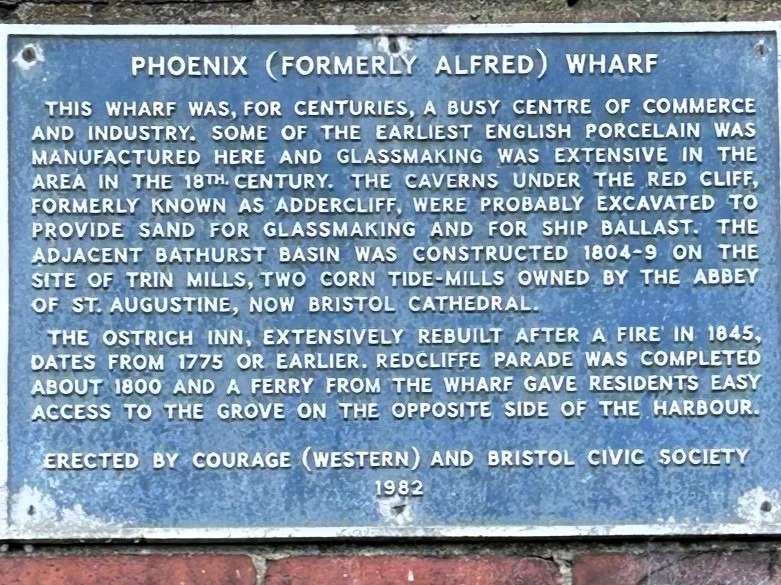 PHOENIX (FORMERLY ALFRED) WHARF
THIS WHARF WAS, FOR CENTURIES, A BUSY CENTRE OF COMMERCE
AND INDUSTRY. SOME OF THE EARLIEST ENGLISH PORCELAIN WAS
MANUFACTURED HERE AND GLASSMAKING WAS EXTENSIVE IN THE
AREA IN THE 18TH. CENTURY. THE CAVERNS UNDER THE RED CLIFF,
FORMERLY KNOWN AS ADDERCLIFF, WERE PROBABLY EXCAVATED TO
PROVIDE SAND FOR GLASSMAKING AND FOR SHIP BALLAST. THE
ADJACENT BATHURST BASIN WAS CONSTRUCTED 1804-9 ON THE
SITE OF TRIN MILLS, TWO CORN TIDE-MILLS OWNED BY THE ABBEY
OF ST. AUGUSTINE, NOW BRISTOL CATHEDRAL.
THE OSTRICH INN, EXTENSIVELY REBUILT AFTER A FIRE IN 1845,
DATES FROM 1775 OR EARLIER. REDCLIFFE PARADE WAS COMPLETED
ABOUT 1800 AND A FERRY FROM THE WHARF GAVE RESIDENTS EASY
ACCESS TO THE GROVE ON THE OPPOSITE SIDE OF THE HARBOUR.
ERECTED BY COURAGE (WESTERN) AND BRISTOL CIVIC SOCIETY
1982